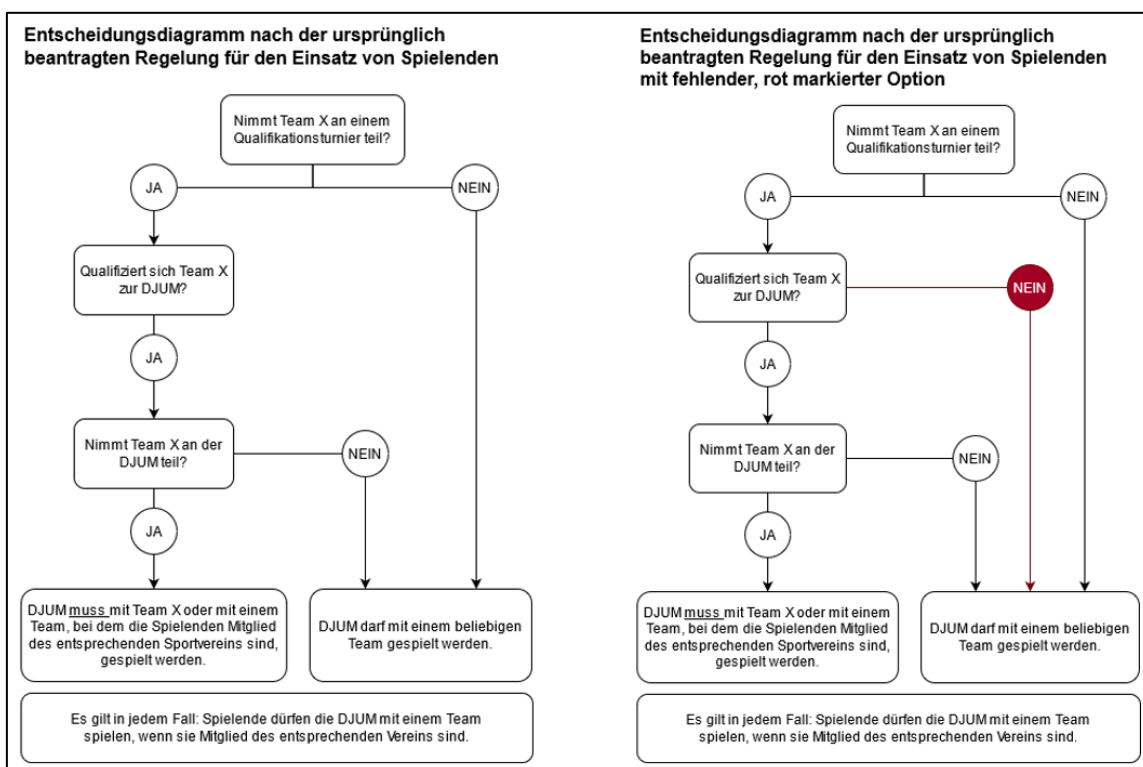 Entscheidungsdiagramm nach der ursprünglich
beantragten Regelung für den Einsatz von Spielenden
Nimmt Team X an einem
Qualifikationsturnier teil?
JA
NEIN
Qualifiziert sich Team X
zur DJUM?
JA
Nimmt Team X an der
DJUM teil?
NEIN
JA
DJUM muss mit Team X oder mit einem
Team, bei dem die Spielenden Mitglied
des entsprechenden Sportvereins sind,
gespielt werden.
DJUM darf mit einem beliebigen
Team gespielt werden.
Es gilt in jedem Fall: Spielende dürfen die DJUM mit einem Team
spielen, wenn sie Mitglied des entsprechenden Vereins sind.
Entscheidungsdiagramm nach der ursprünglich
beantragten Regelung für den Einsatz von Spielenden
mit fehlender, rot markierter Option
Nimmt Team X an einem
Qualifikationsturnier teil?
JA
NEIN
Qualifiziert sich Team X
zur DJUM?
NEIN
JA
Nimmt Team X an der
DJUM teil?
NEIN
JA
DJUM muss mit Team X oder mit einem
Team, bei dem die Spielenden Mitglied
des entsprechenden Sportvereins sind,
gespielt werden.
DJUM darf mit einem beliebigen
Team gespielt werden.
Es gilt in jedem Fall: Spielende dürfen die DJUM mit einem Team
spielen, wenn sie Mitglied des entsprechenden Vereins sind.